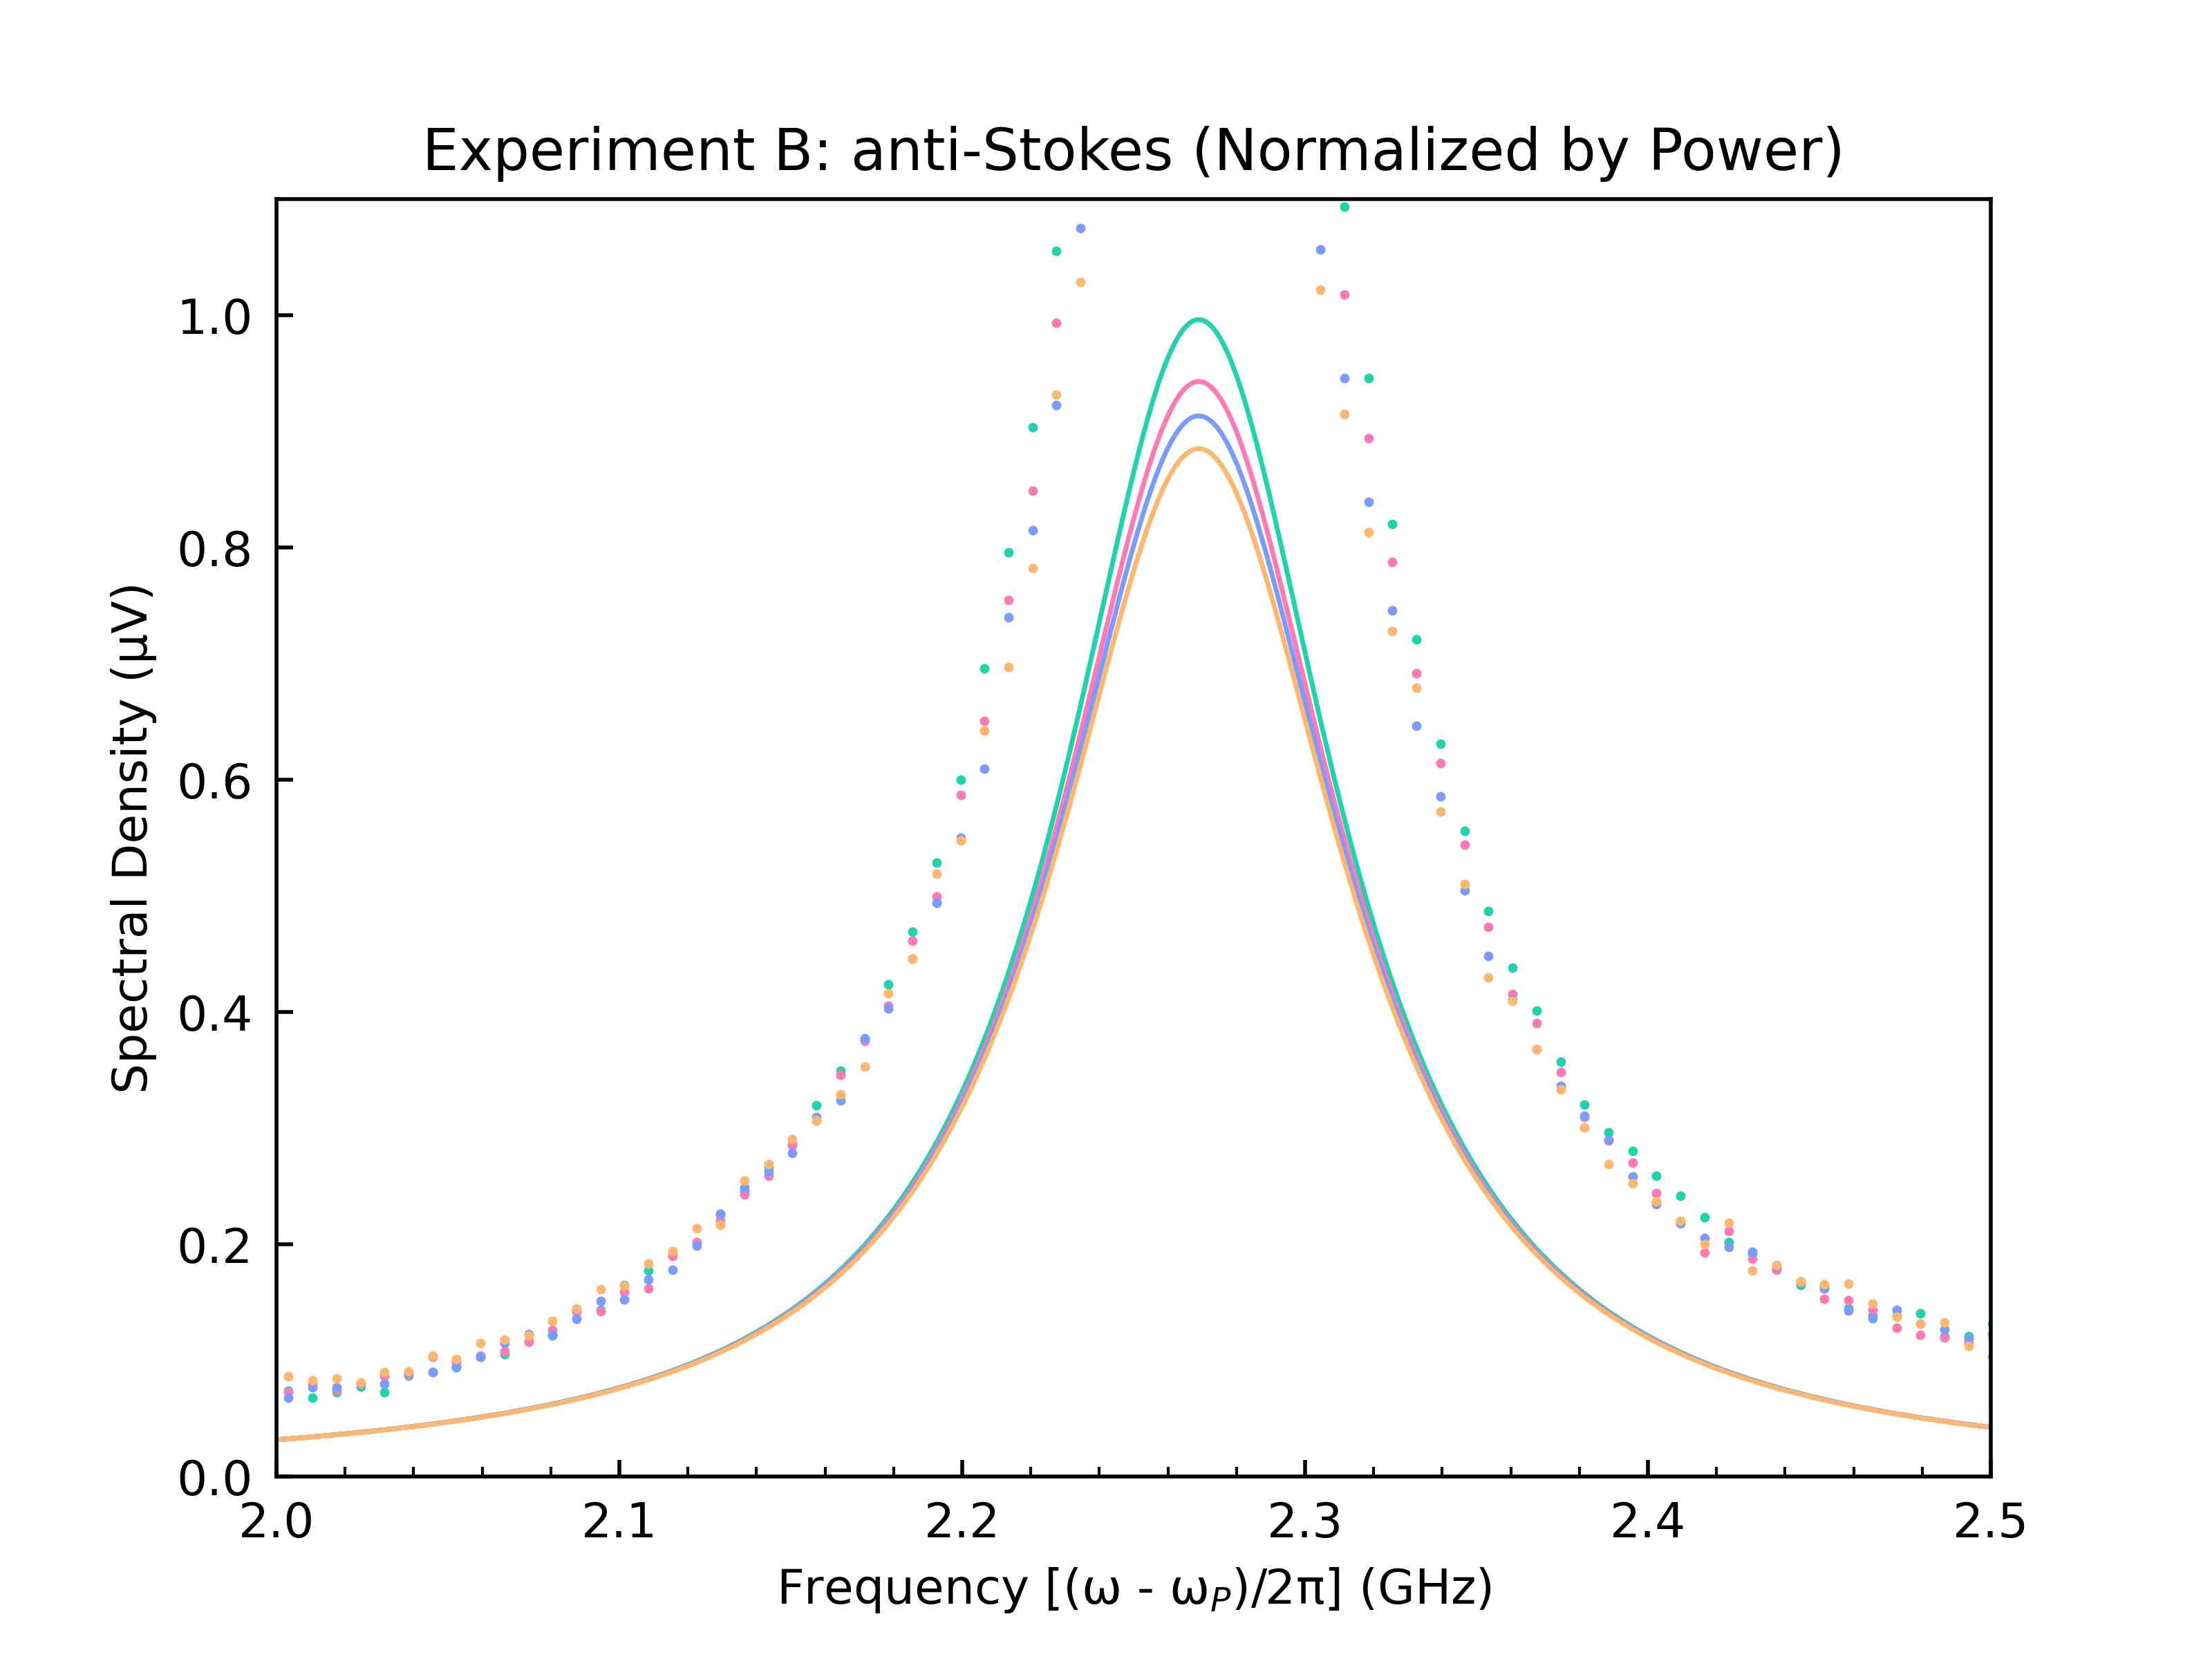 Experiment B: anti-Stokes (Normalized by Power)
Spectral Density (μV)
1.0
0.8
0.6
0.4
0.2
0.0
2.0 2.1 2.2 2.3 2.4 2.5
Frequency [(ω - ω_P)/2π] (GHz)